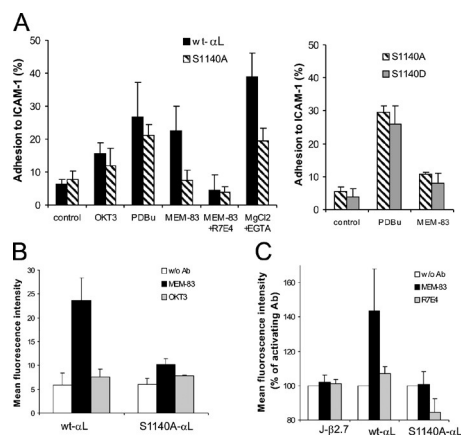 A
wt-αL
S1140A
Adhesion to ICAM-1 (%)
50
40
30
20
10
0
control OKT3 PDBu MEM-83 MEM-83 +R7E4 MgCl2 +EGTA
S1140A
S1140D
Adhesion to ICAM-1 (%)
50
40
30
20
10
0
control PDBu MEM-83
B
w/o Ab
MEM-83
OKT3
Mean fluorescence intensity
30
25
20
15
10
5
0
wt-αL S1140A-αL
C
w/o Ab
MEM-83
R7E4
Mean fluorescence intensity
(% of activating Ab)
180
160
140
120
100
80
J-β2.7 wt-αL S1140A-αL